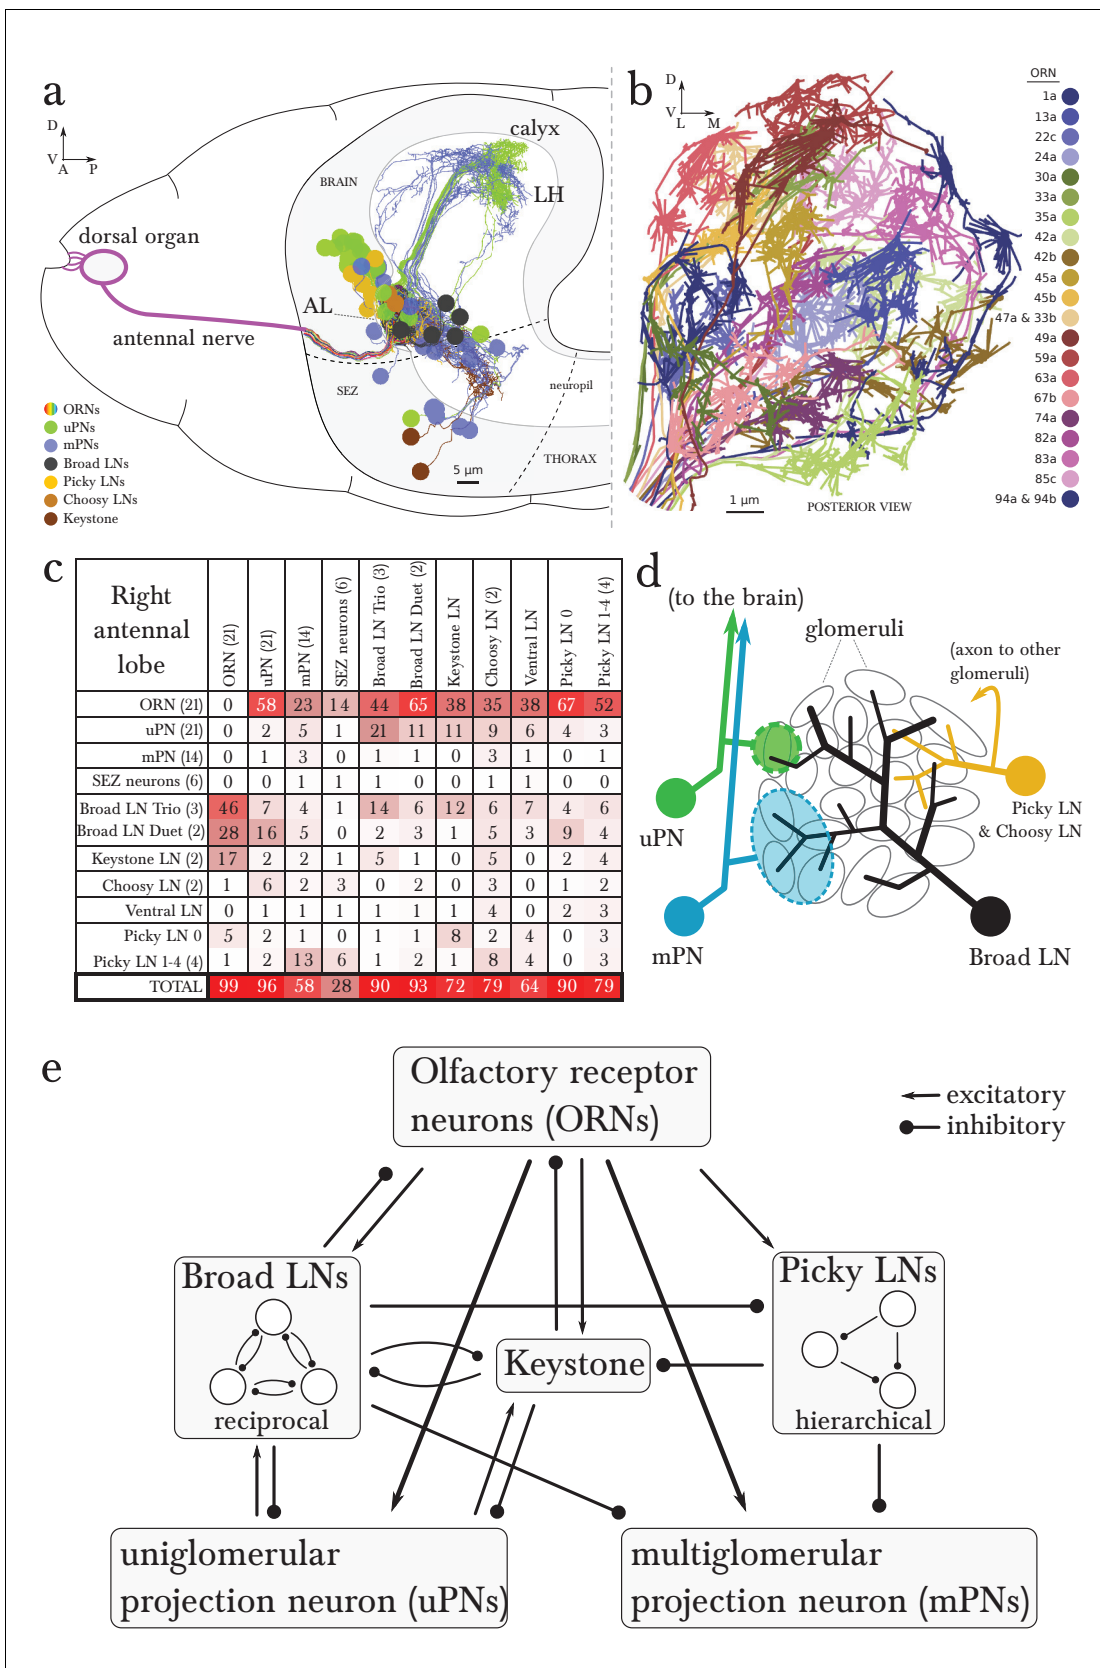 a
D
V
A P
BRAIN
calyx
LH
dorsal organ
AL
antennal nerve
SEZ
neuropil
THORAX
5 µm
ORNs
uPNs
mPNs
Broad LNs
Picky LNs
Choosy LNs
Keystone
b
D
V
L M
ORN
1a
13a
22c
24a
30a
33a
35a
42a
42b
45a
45b
47a & 33b
49a
59a
63a
67b
74a
82a
83a
85c
94a & 94b
1 µm
POSTERIOR VIEW
c
Right antennal lobe | ORN (21) | uPN (21) | mPN (14) | SEZ neurons (6) | Broad LN Trio (3) | Broad LN Duet (2) | Keystone LN | Choosy LN (2) | Ventral LN | Picky LN 0 | Picky LN 1-4 (4)
ORN (21) 0 58 23 14 44 65 38 35 38 67 52
uPN (21) 0 2 5 1 21 11 11 9 6 4 3
mPN (14) 0 1 3 0 1 1 0 3 1 0 1
SEZ neurons (6) 0 0 1 1 1 0 0 1 1 0 0
Broad LN Trio (3) 46 7 4 1 14 6 12 6 7 4 6
Broad LN Duet (2) 28 16 5 0 2 3 1 5 3 9 4
Keystone LN (2) 17 2 2 1 5 1 0 5 0 2 4
Choosy LN (2) 1 6 2 3 0 2 0 3 0 1 2
Ventral LN 0 1 1 1 1 1 1 4 0 2 3
Picky LN 0 5 2 1 0 1 1 8 2 4 0 3
Picky LN 1-4 (4) 1 2 13 6 1 2 1 8 4 0 3
TOTAL 99 96 58 28 90 93 72 79 64 90 79
d
(to the brain)
glomeruli
(axon to other
glomeruli)
uPN
mPN
Picky LN
& Choosy LN
Broad LN
e
Olfactory receptor
neurons (ORNs)
excitatory
inhibitory
Broad LNs
reciprocal
Keystone
Picky LNs
hierarchical
uniglomerular
projection neuron (uPNs)
multiglomerular
projection neuron (mPNs)